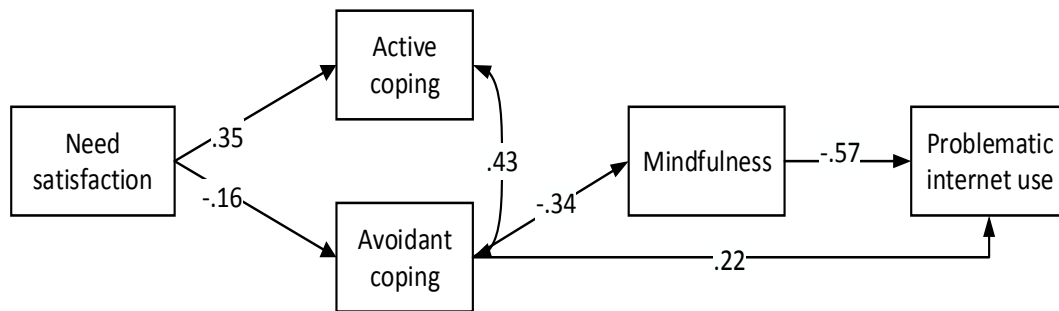 Need
satisfaction
.35
-.16
Active
coping
Avoidant
coping
.43
-.34
Mindfulness
-.57
Problematic
internet use
.22